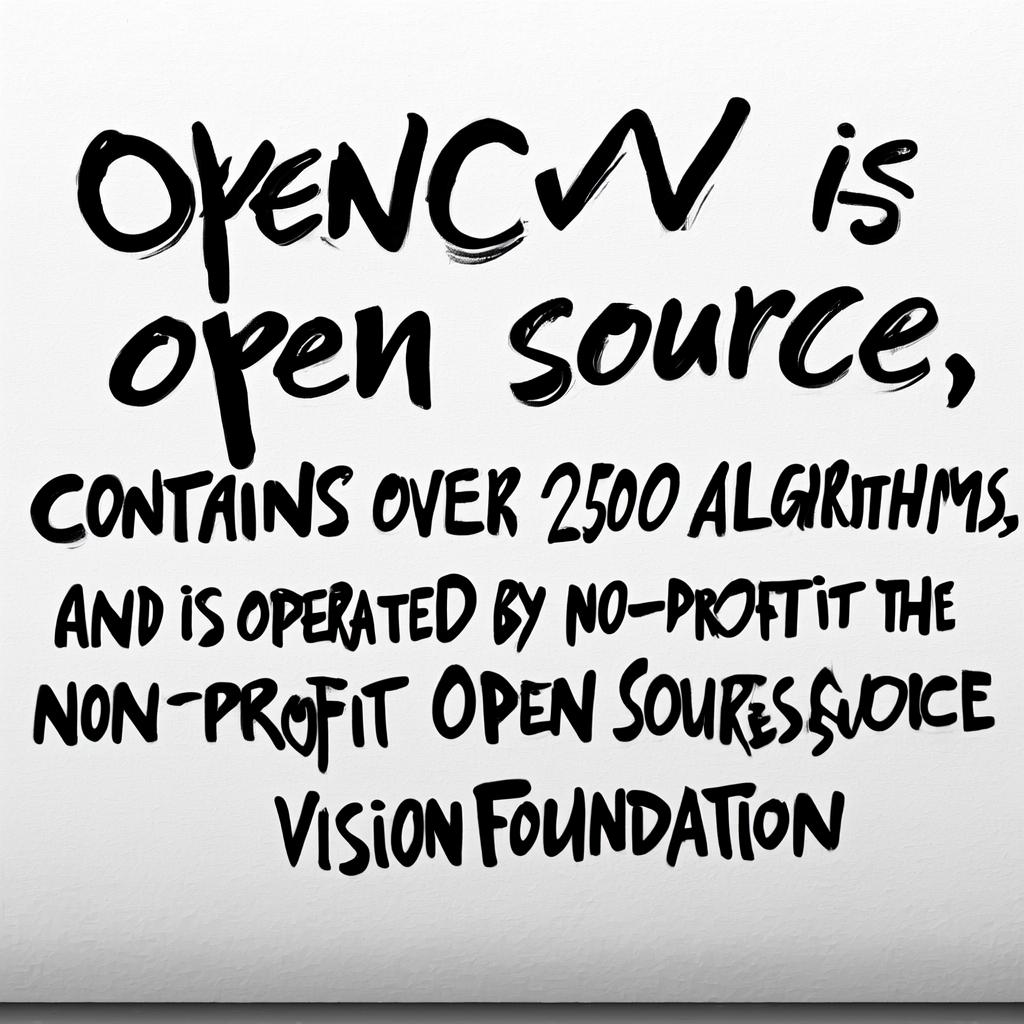 OPENCW is
open source,
CONTAINS OVER 2500 ALGRITHMS,
AND iS OPERATED BY NO-PROFTiT THE
NON-PROFiT OPEN
VISiON FOUNDATiON